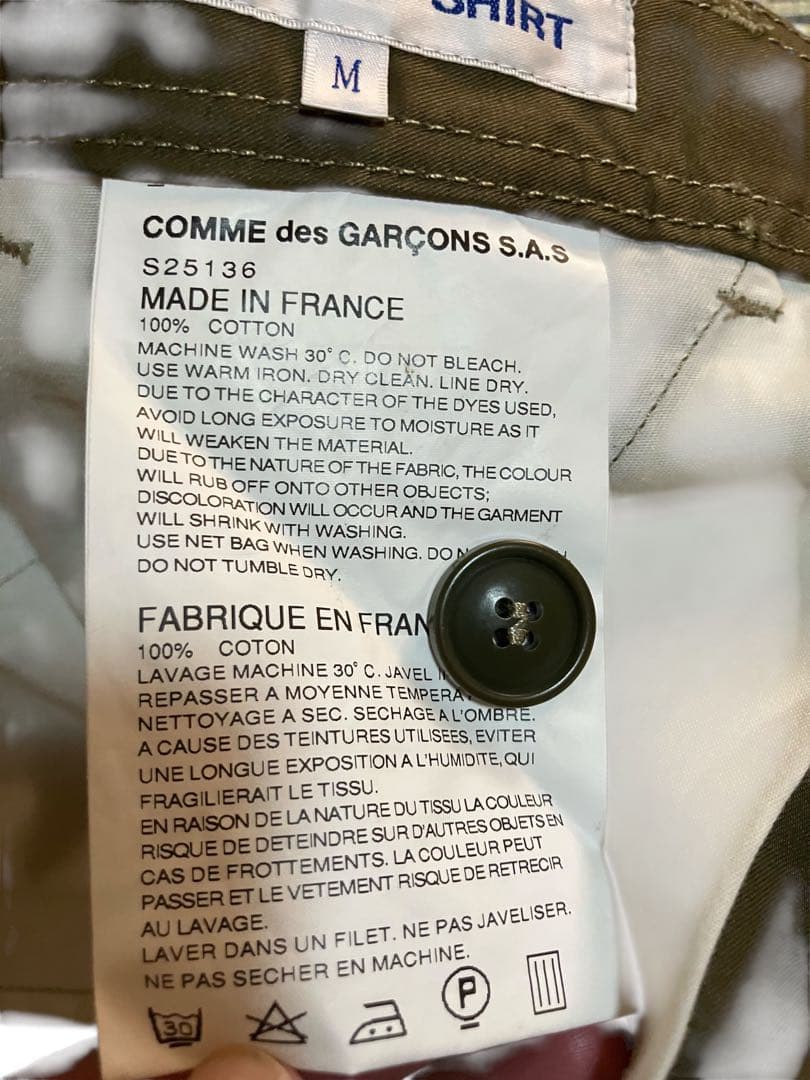 SHIRT
M
COMME des GARÇONS S.A.S
S25136
MADE IN FRANCE
100% COTTON
MACHINE WASH 30° C. DO NOT BLEACH.
USE WARM IRON. DRY CLEAN. LINE DRY.
DUE TO THE CHARACTER OF THE DYES USED,
AVOID LONG EXPOSURE TO MOISTURE AS IT
WILL WEAKEN THE MATERIAL.
DUE TO THE NATURE OF THE FABRIC, THE COLOUR
WILL RUB OFF ONTO OTHER OBJECTS;
DISCOLORATION WILL OCCUR AND THE GARMENT
WILL SHRINK WITH WASHING.
USE NET BAG WHEN WASHING. DO
DO NOT TUMBLE DRY.
FABRIQUE EN FRAN
100% COTON
LAVAGE MACHINE 30° C. JAVEL
REPASSER A MOYENNE TEMPERA
NETTOYAGE A SEC. SECHAGE A L'OMBRE.
A CAUSE DES TEINTURES UTILISEES, EVITER
UNE LONGUE EXPOSITION A L'HUMIDITE, QUI
FRAGILIERAIT LE TISSU.
EN RAISON DE LA NATURE DU TISSU LA COULEUR
RISQUE DE DETEINDRE SUR D'AUTRES OBJETS EN
CAS DE FROTTEMENTS. LA COULEUR PEUT
PASSER ET LE VETEMENT RISQUE DE RETRECIR
AU LAVAGE.
LAVER DANS UN FILET. NE PAS JAVELISER.
NE PAS SECHER EN MACHINE.
30 P